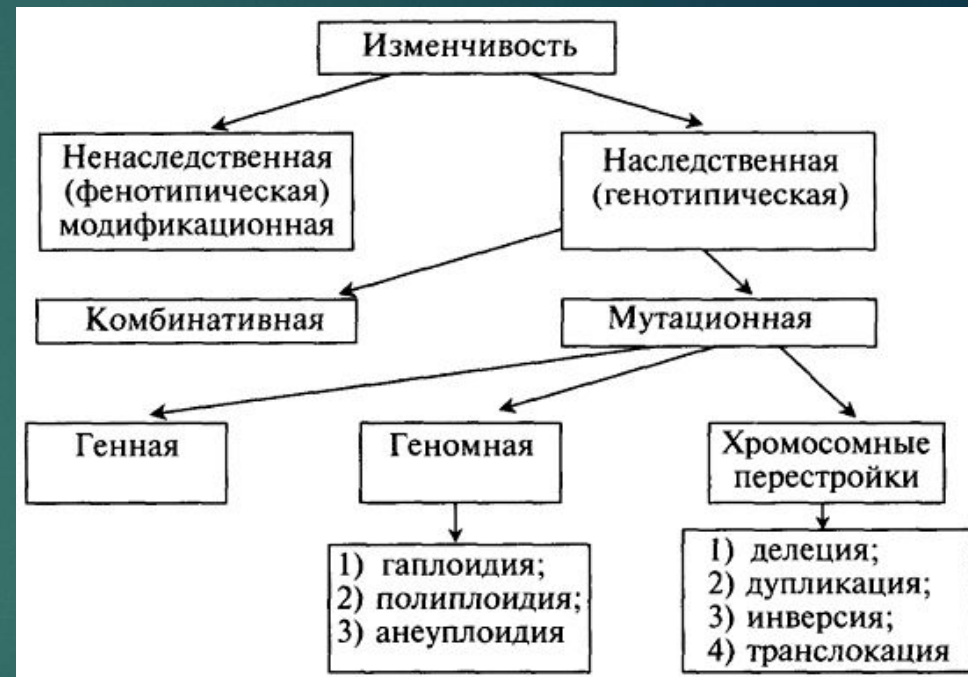 Изменчивость
Ненаследственная
(фенотипическая)
модификационная
Наследственная
(генотипическая)
Комбинативная
Мутационная
Генная
Геномная
Хромосомные
перестройки
1) гаплоидия;
2) полиплоидия;
3) анеуплоидия
1) делеция;
2) дупликация;
3) инверсия;
4) транслокация